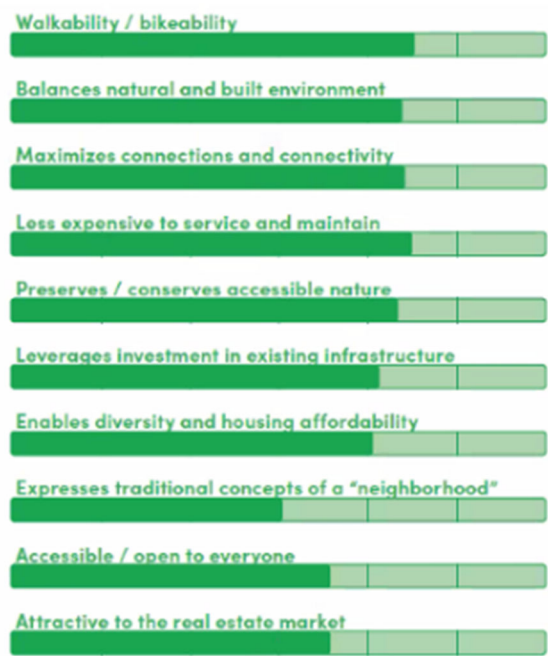 Walkability / bikeability
Balances natural and built environment
Maximizes connections and connectivity
Less expensive to service and maintain
Preserves / conserves accessible nature
Leverages investment in existing infrastructure
Enables diversity and housing affordability
Expresses traditional concepts of a “neighborhood”
Accessible / open to everyone
Attractive to the real estate market